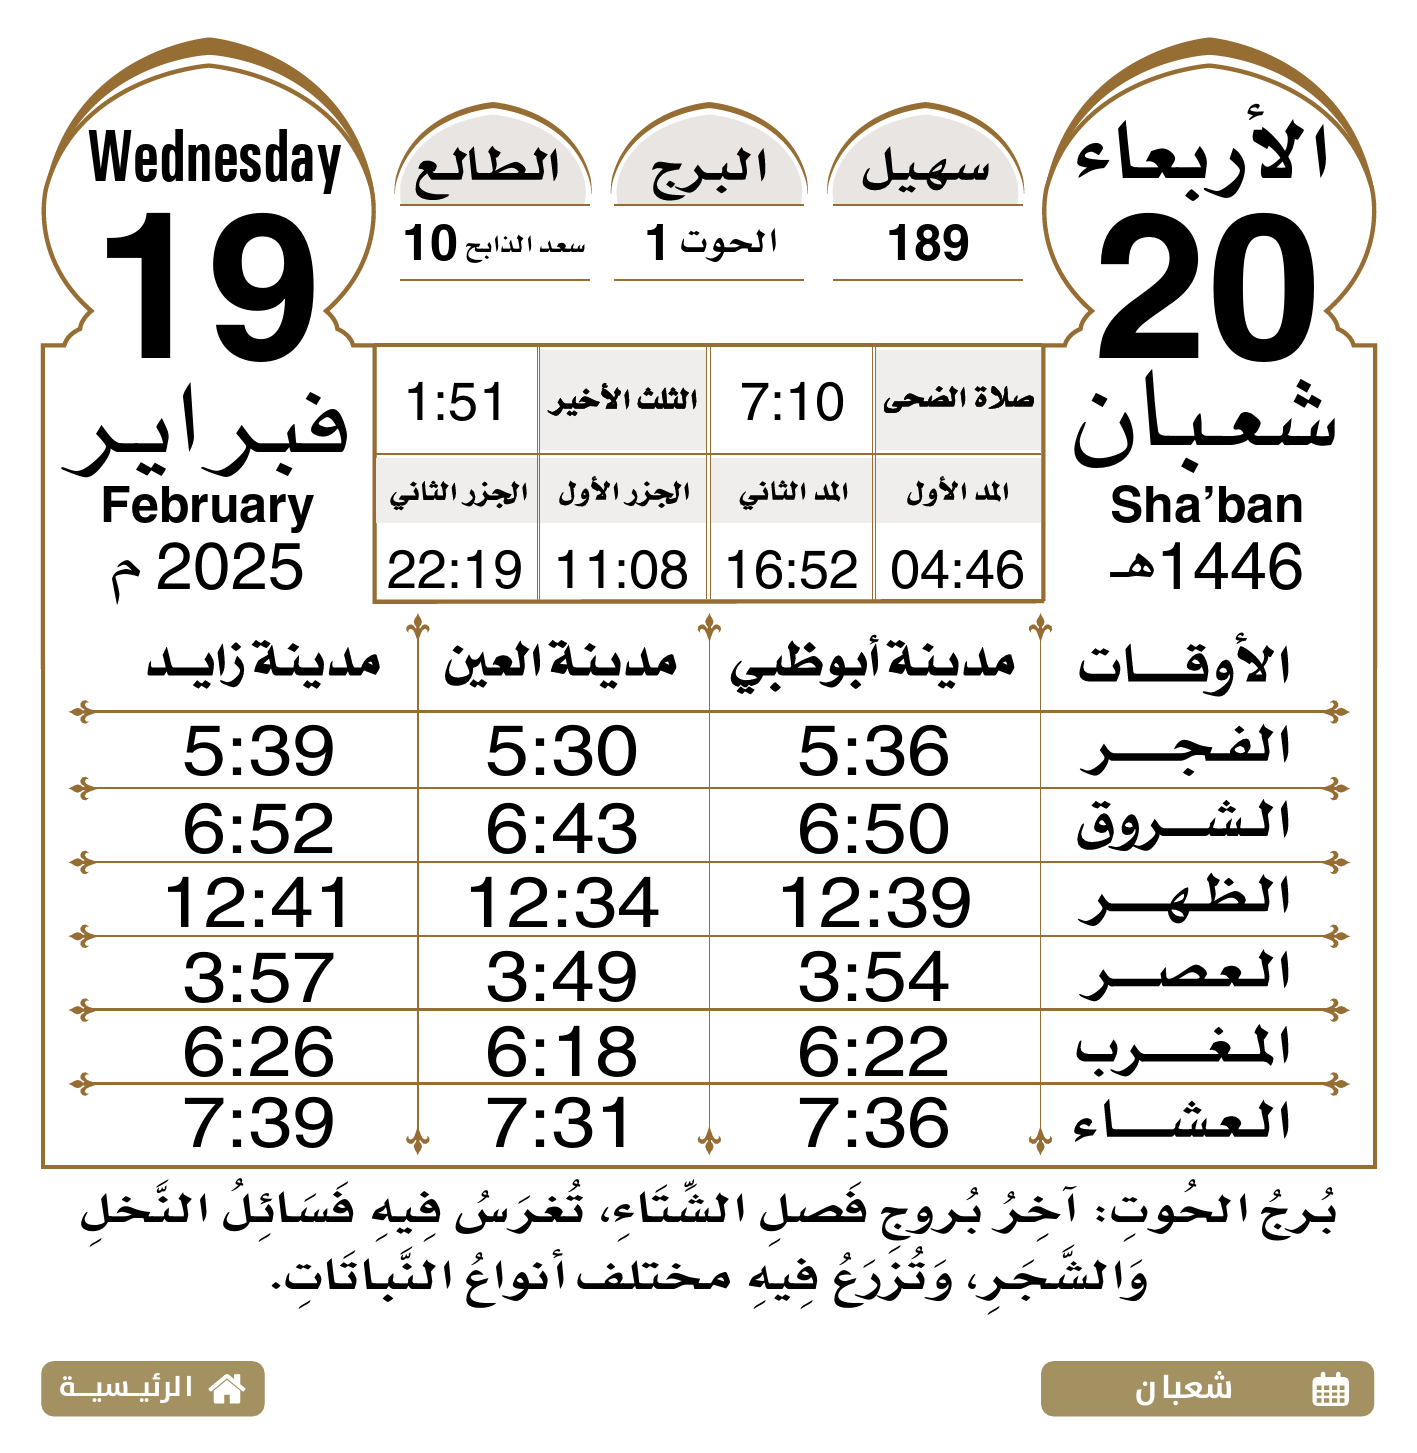 الأربعاء
20
شعبان
Sha’ban
1446هـ
سهيل
189
البرج
الحوت 1
الطالع
سعد الذابح 10
Wednesday
19
فبراير
February
2025 م
صلاة الضحى 7:10 الثلث الأخير 1:51
المد الأول المد الثاني الجزر الأول الجزر الثاني
04:46 16:52 11:08 22:19
الأوقات مدينة أبوظبي مدينة العين مدينة زايد
الفجر 5:36 5:30 5:39
الشروق 6:50 6:43 6:52
الظهر 12:39 12:34 12:41
العصر 3:54 3:49 3:57
المغرب 6:22 6:18 6:26
العشاء 7:36 7:31 7:39
بُرجُ الحُوتِ: آخِرُ بُروجِ فَصلِ الشِّتَاءِ، تُغرَسُ فِيهِ فَسَائِلُ النَّخلِ
وَالشَّجَرِ، وَتُزرَعُ فِيهِ مختلف أنواعُ النَّباتَاتِ.
شعبان
الرئيسية